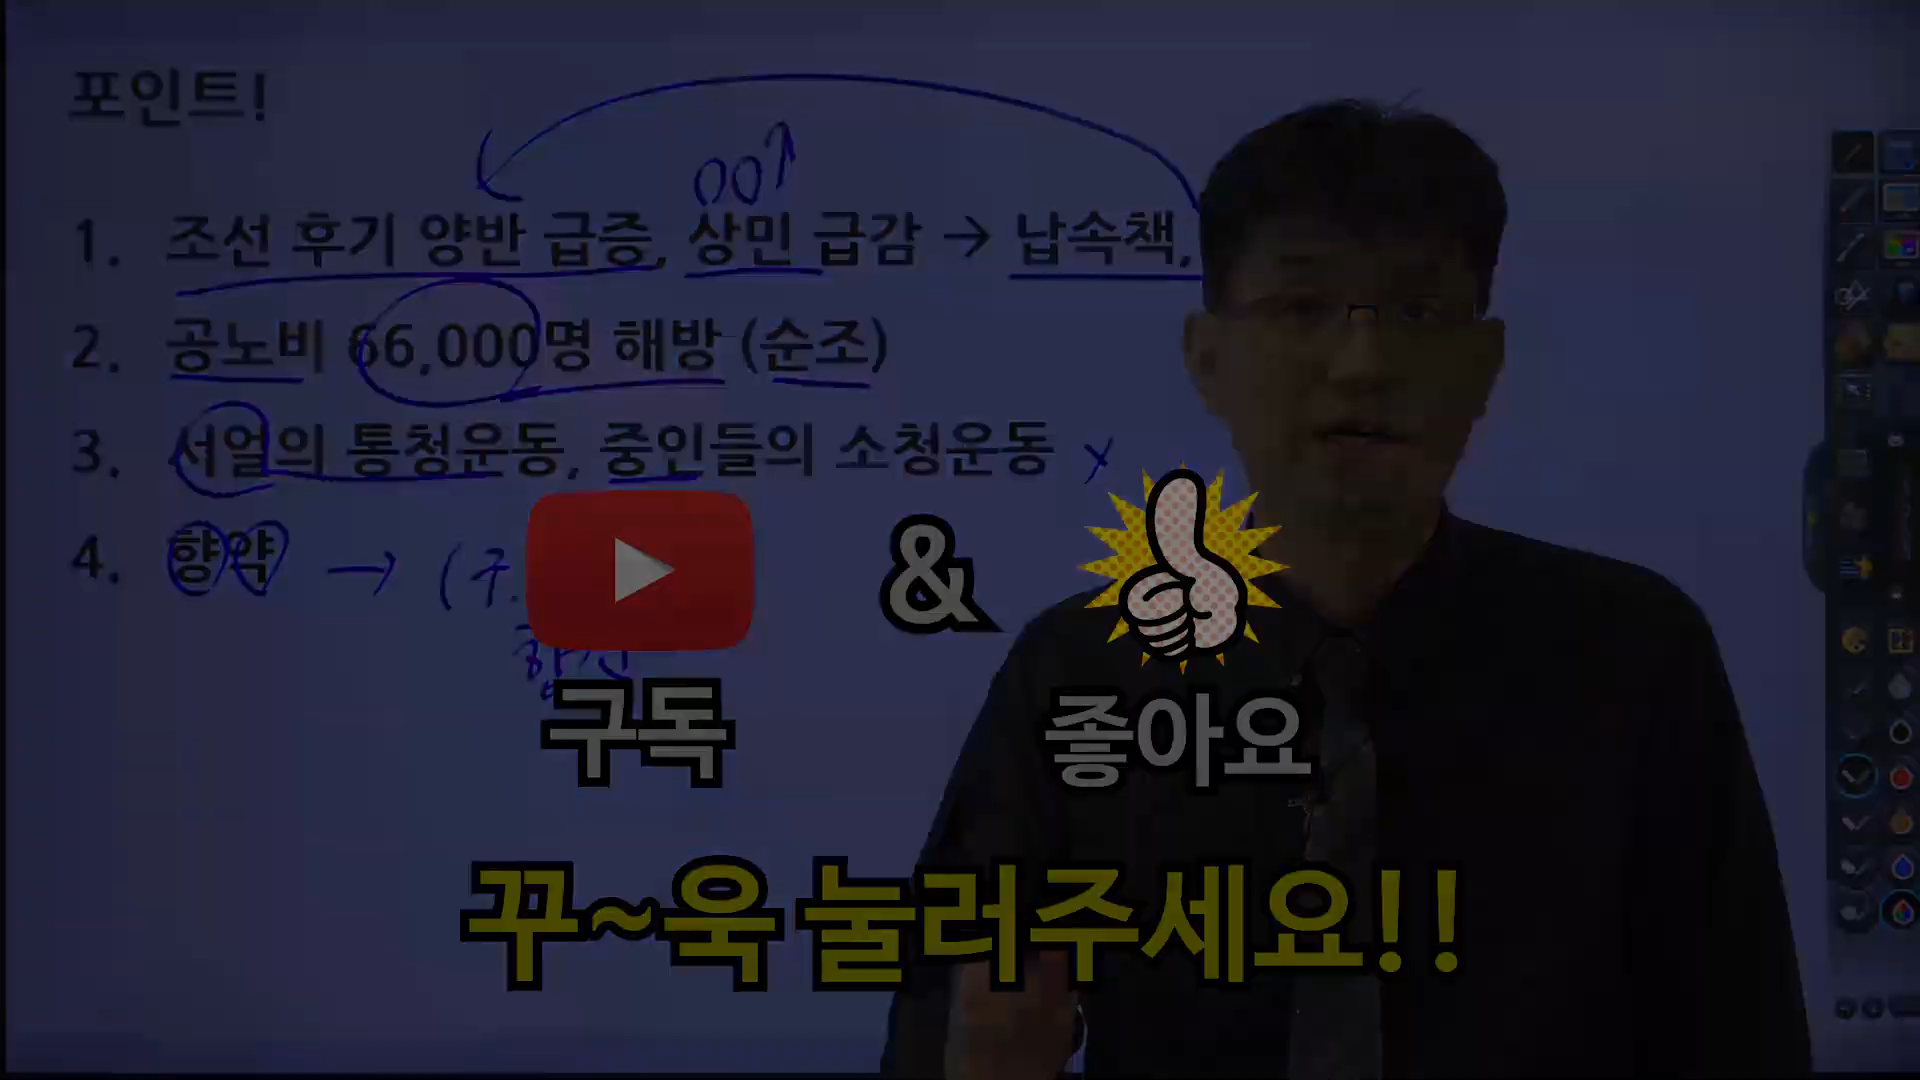 포인트!
1. 조선 후기 양반 급증, 상민 급감 → 납속책,
2. 공노비 66,000명 해방 (순조)
3. 서얼의 통청운동, 중인들의 소청운동 x
4. 향약 →
&
구독
좋아요
꾸~욱 눌러주세요!!